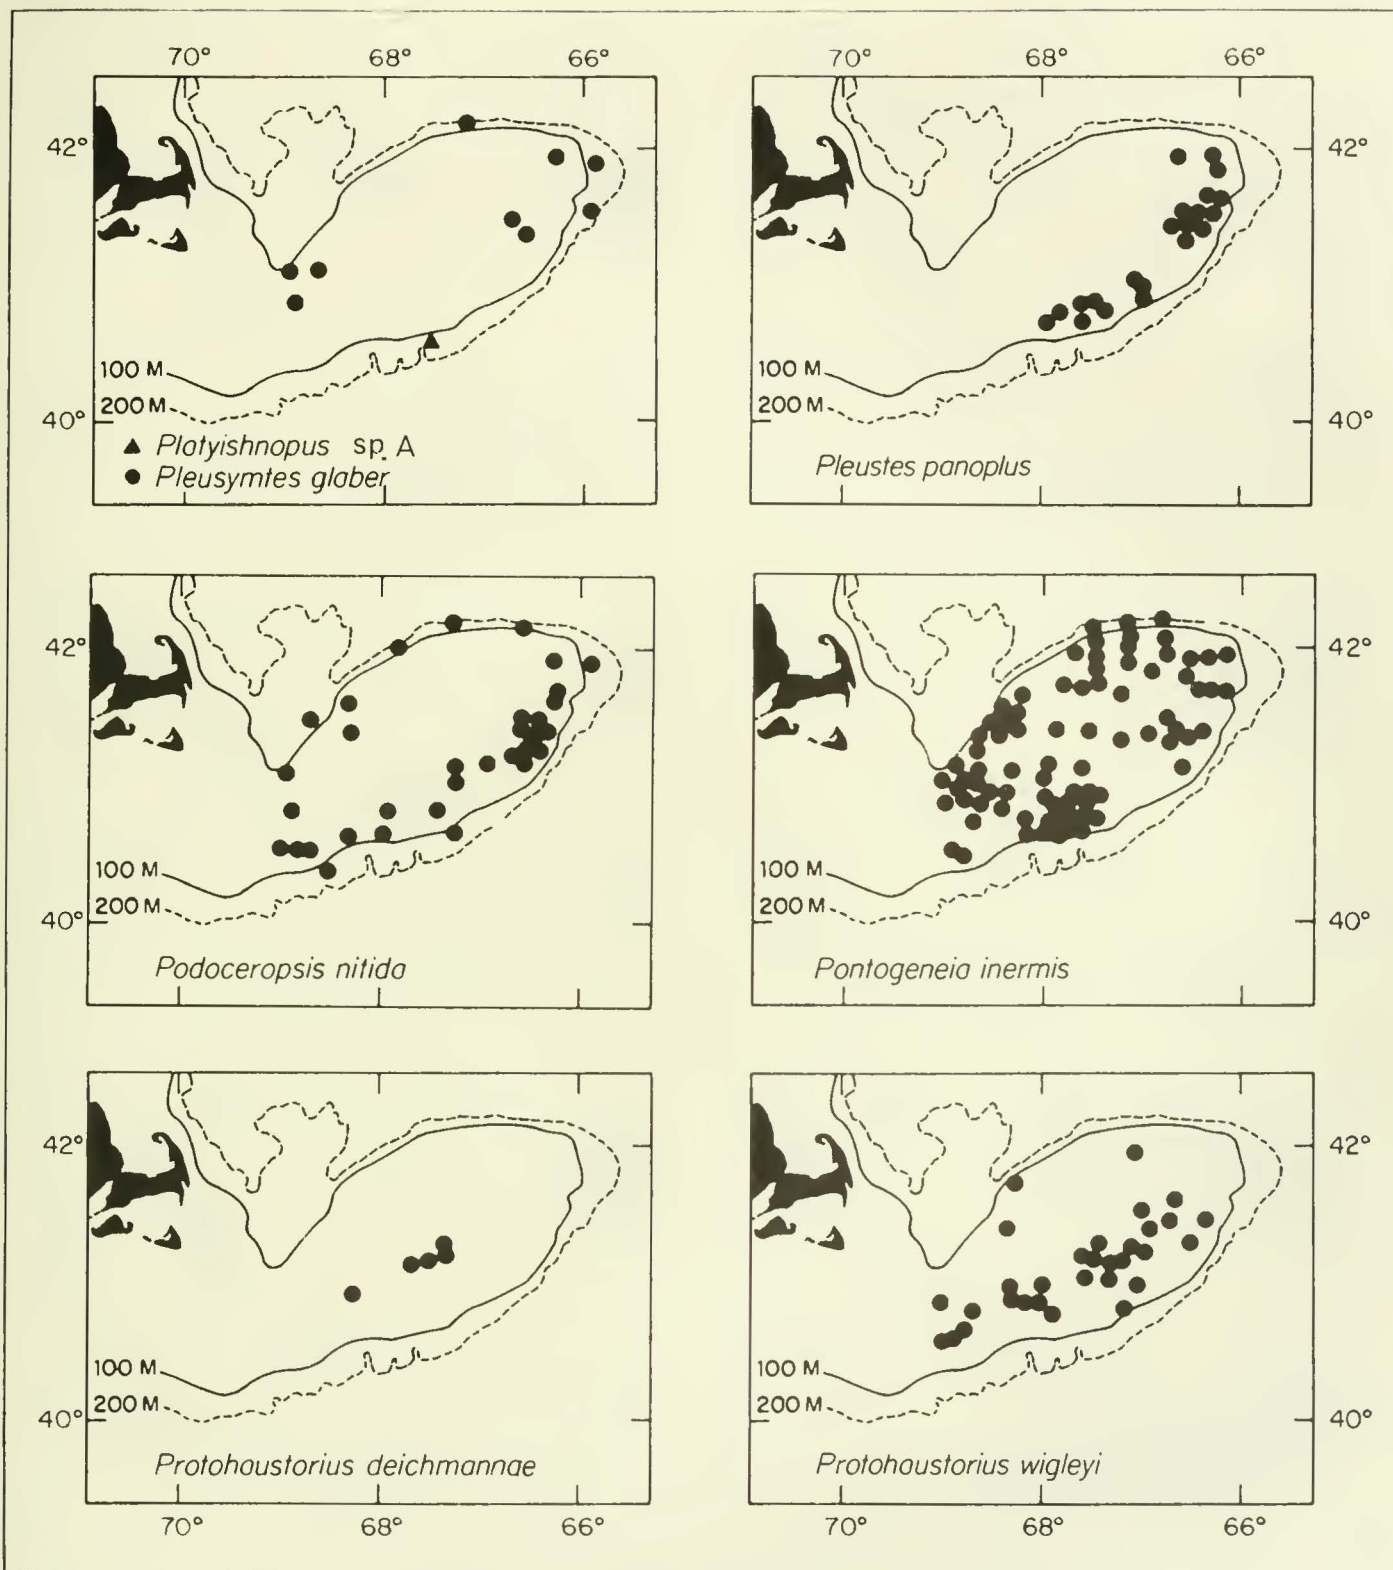 70° 68° 66° 70° 68° 66°
42° 42°
100 M 100 M
200 M 200 M
40° 40°
▲ Platyishnopus sp. A
● Pleusymtes glaber
Pleustes panoplus
42° 42°
100 M 100 M
200 M 200 M
40° 40°
Podoceropsis nitida Pontogeneia inermis
42° 42°
100 M 100 M
200 M 200 M
40° 40°
Protohaustorius deichmannae Protohaustorius wigleyi
70° 68° 66° 70° 68° 66°